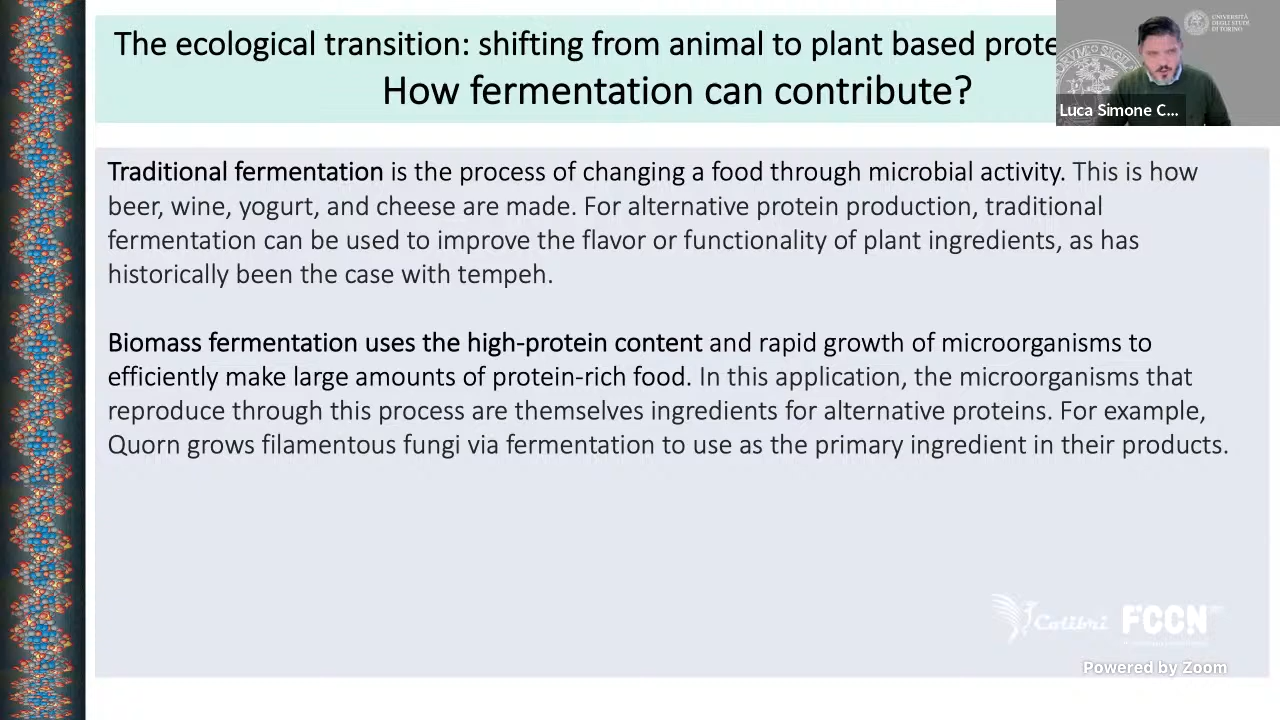 The ecological transition: shifting from animal to plant based prote
How fermentation can contribute?
UNIVERSITÀ
DEGLI STUDI
DI TORINO
Luca Simone C...
Traditional fermentation is the process of changing a food through microbial activity. This is how
beer, wine, yogurt, and cheese are made. For alternative protein production, traditional
fermentation can be used to improve the flavor or functionality of plant ingredients, as has
historically been the case with tempeh.
Biomass fermentation uses the high-protein content and rapid growth of microorganisms to
efficiently make large amounts of protein-rich food. In this application, the microorganisms that
reproduce through this process are themselves ingredients for alternative proteins. For example,
Quorn grows filamentous fungi via fermentation to use as the primary ingredient in their products.
Colibri FCCN
Powered by Zoom